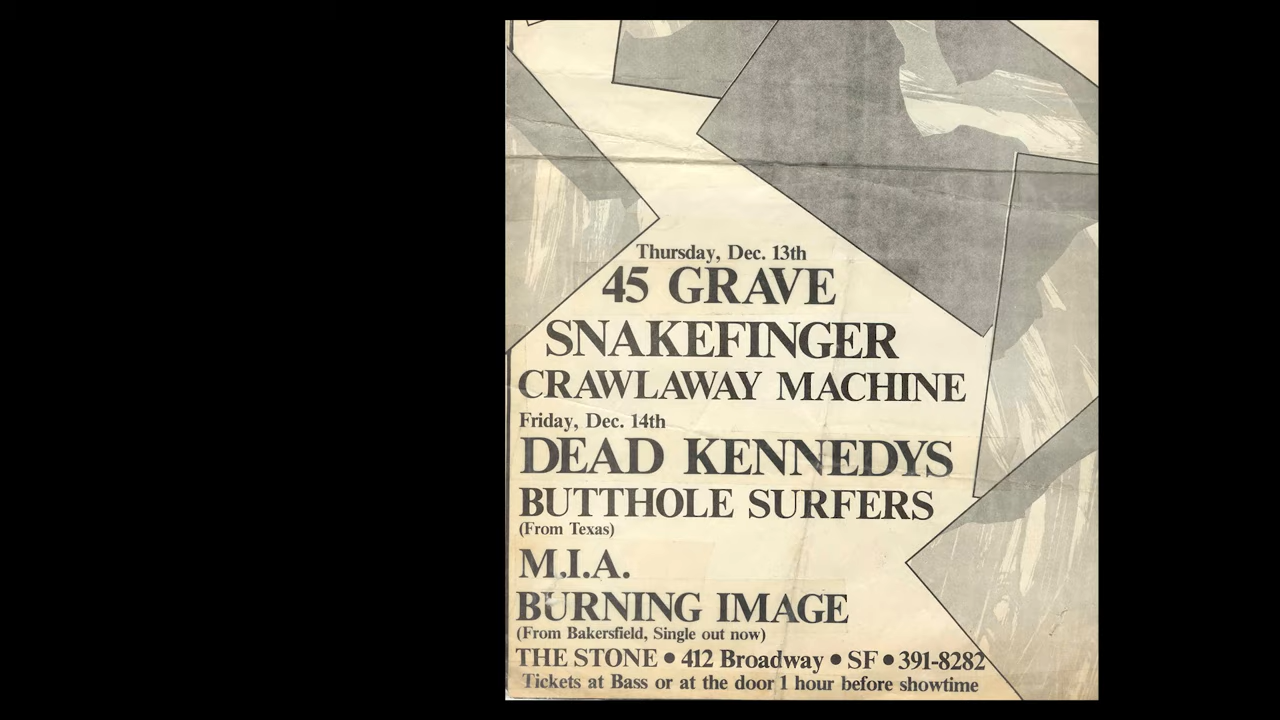 Thursday, Dec. 13th
45 GRAVE
SNAKEFINGER
CRAWLAWAY MACHINE
Friday, Dec. 14th
DEAD KENNEDYS
BUTTHOLE SURFERS
(From Texas)
M.I.A.
BURNING IMAGE
(From Bakersfield, Single out now)
THE STONE • 412 Broadway • SF • 391-8282
Tickets at Bass or at the door 1 hour before showtime